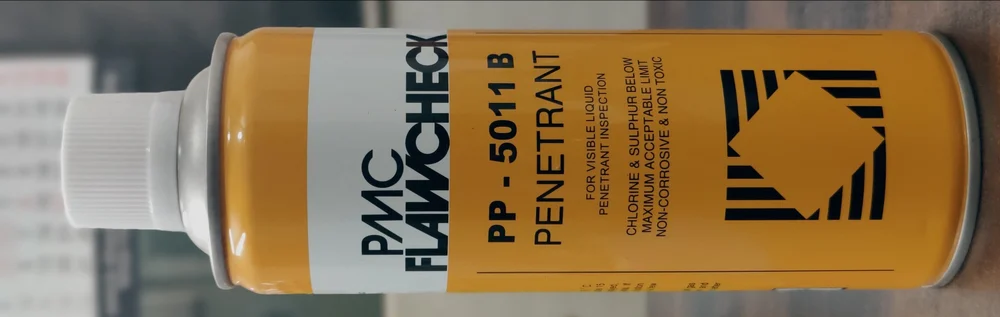 PMC
FLAWCHECK
PP - 5011 B
PENETRANT
FOR VISIBLE LIQUID
PENETRANT INSPECTION
CHLORINE & SULPHUR BELOW
MAXIMUM ACCEPTABLE LIMIT
NON-CORROSIVE & NON TOXIC